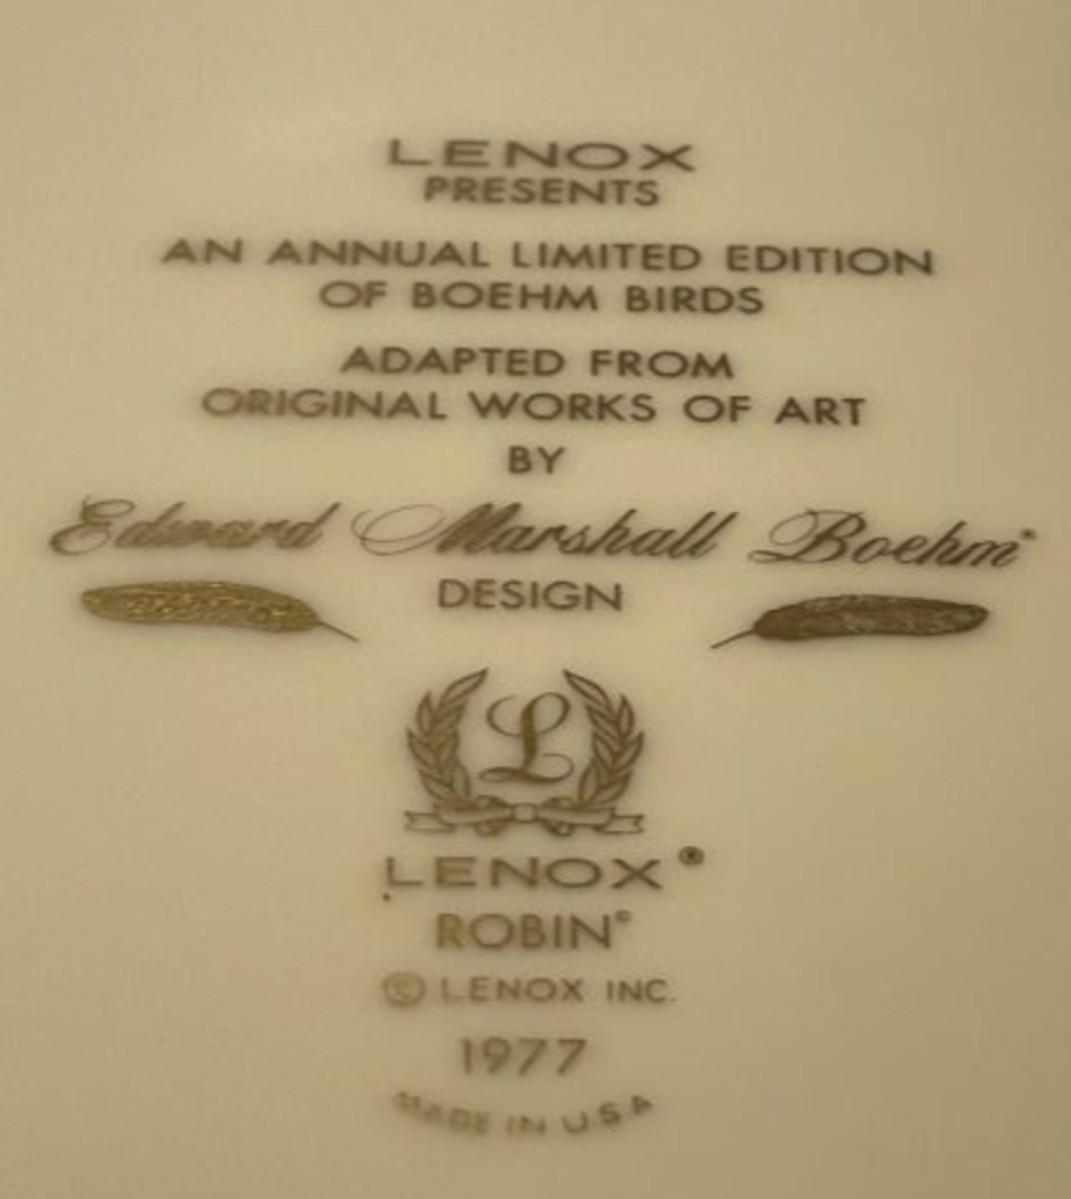 LENOX
PRESENTS
AN ANNUAL LIMITED EDITION
OF BOEHM BIRDS
ADAPTED FROM
ORIGINAL WORKS OF ART
BY
Edward Marshall Boehm®
DESIGN
L
LENOX®
ROBIN©
© LENOX INC.
1977
MADE IN U.S.A